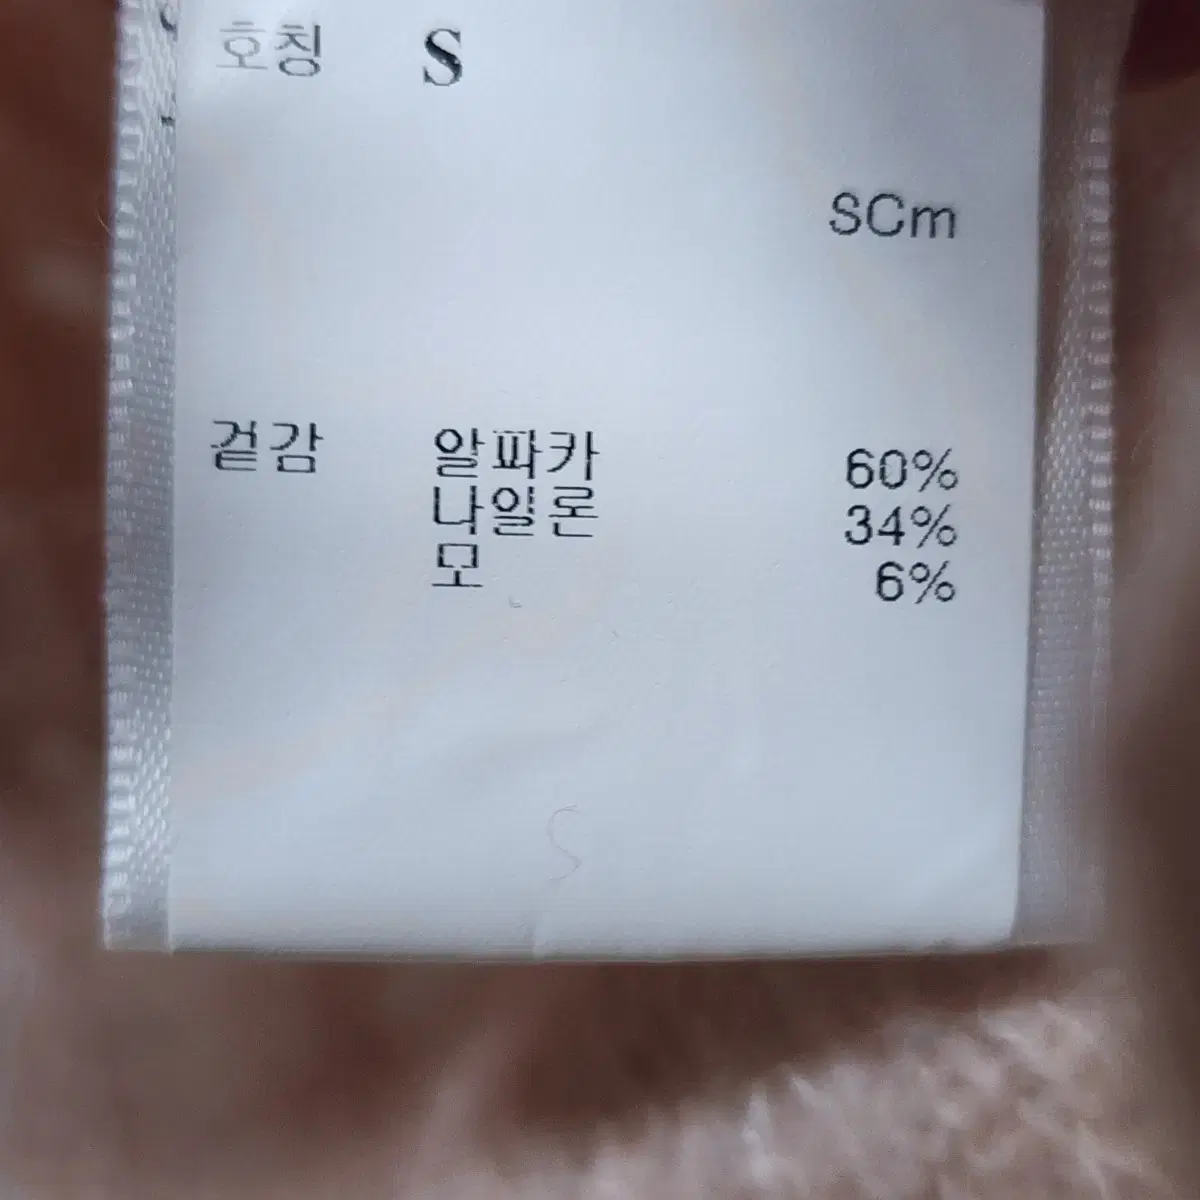 호칭 S
SCm
겉감 알파카 60%
나일론 34%
모 6%